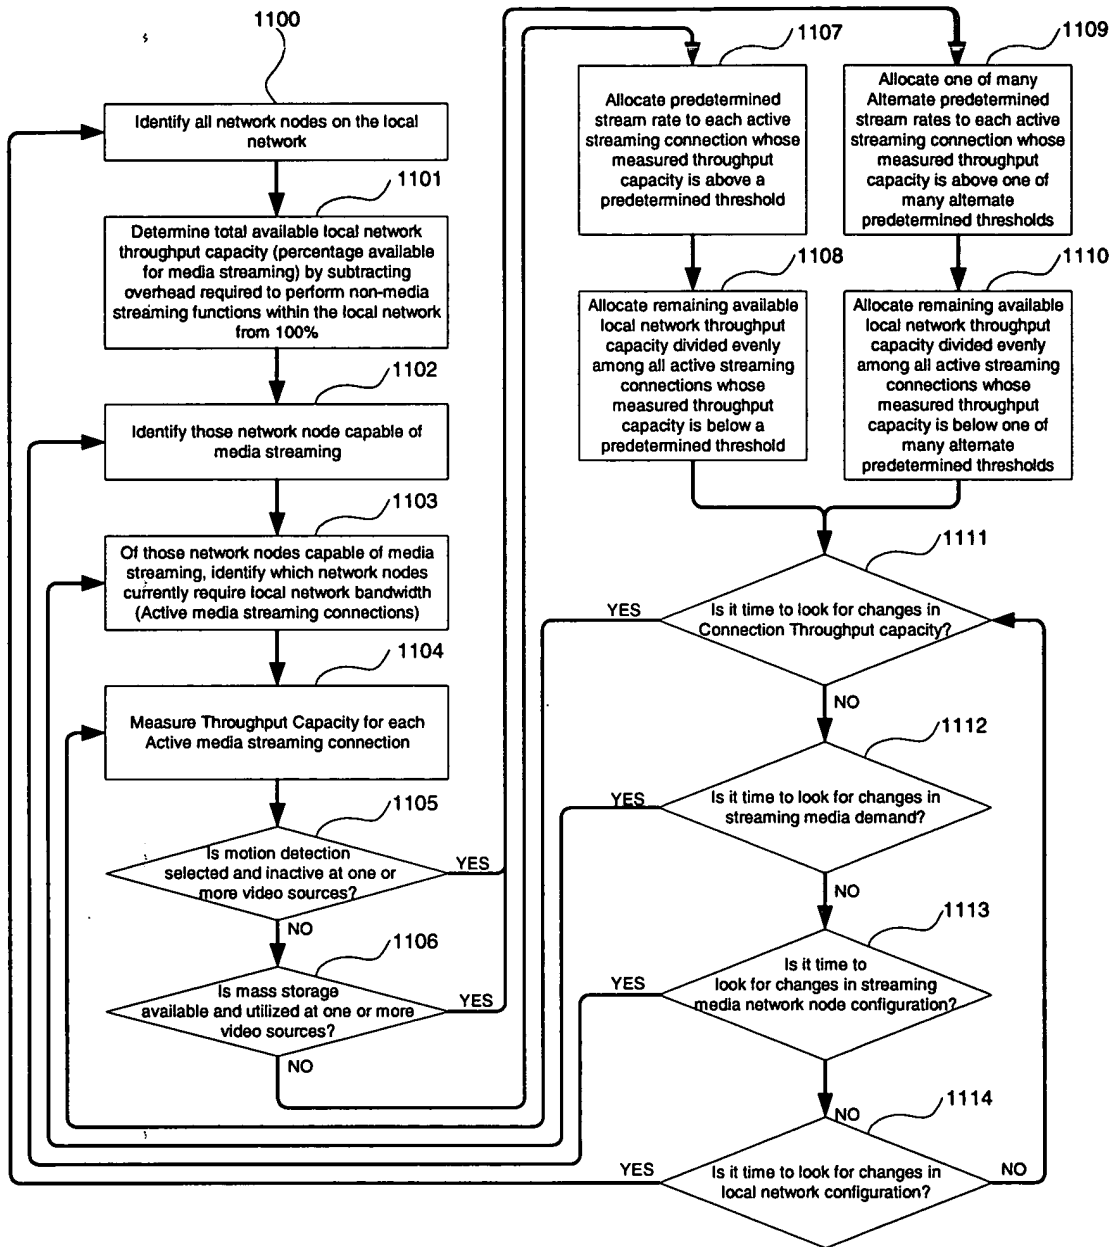 1100
Identify all network nodes on the local
network
1101
Determine total available local network
throughput capacity (percentage available
for media streaming) by subtracting
overhead required to perform non-media
streaming functions within the local network
from 100%
1102
Identify those network node capable of
media streaming
1103
Of those network nodes capable of media
streaming, identify which network nodes
currently require local network bandwidth
(Active media streaming connections)
1104
Measure Throughput Capacity for each
Active media streaming connection
1105
Is motion detection
selected and inactive at one or
more video sources?
YES
NO
1106
Is mass storage
available and utilized at one or more
video sources?
YES
NO
1107
Allocate predetermined
stream rate to each active
streaming connection whose
measured throughput
capacity is above a
predetermined threshold
1108
Allocate remaining available
local network throughput
capacity divided evenly
among all active streaming
connections whose
measured throughput
capacity is below a
predetermined threshold
1109
Allocate one of many
Alternate predetermined
stream rates to each active
streaming connection whose
measured throughput
capacity is above one of
many alternate
predetermined thresholds
1110
Allocate remaining available
local network throughput
capacity divided evenly
among all active streaming
connections whose
measured throughput
capacity is below one of
many alternate
predetermined thresholds
1111
YES
Is it time to look for changes in
Connection Throughput capacity?
NO
1112
YES
Is it time to look for changes in
streaming media demand?
NO
1113
YES
Is it time to
look for changes in streaming
media network node configuration?
NO
1114
YES
Is it time to look for changes in
local network configuration?
NO